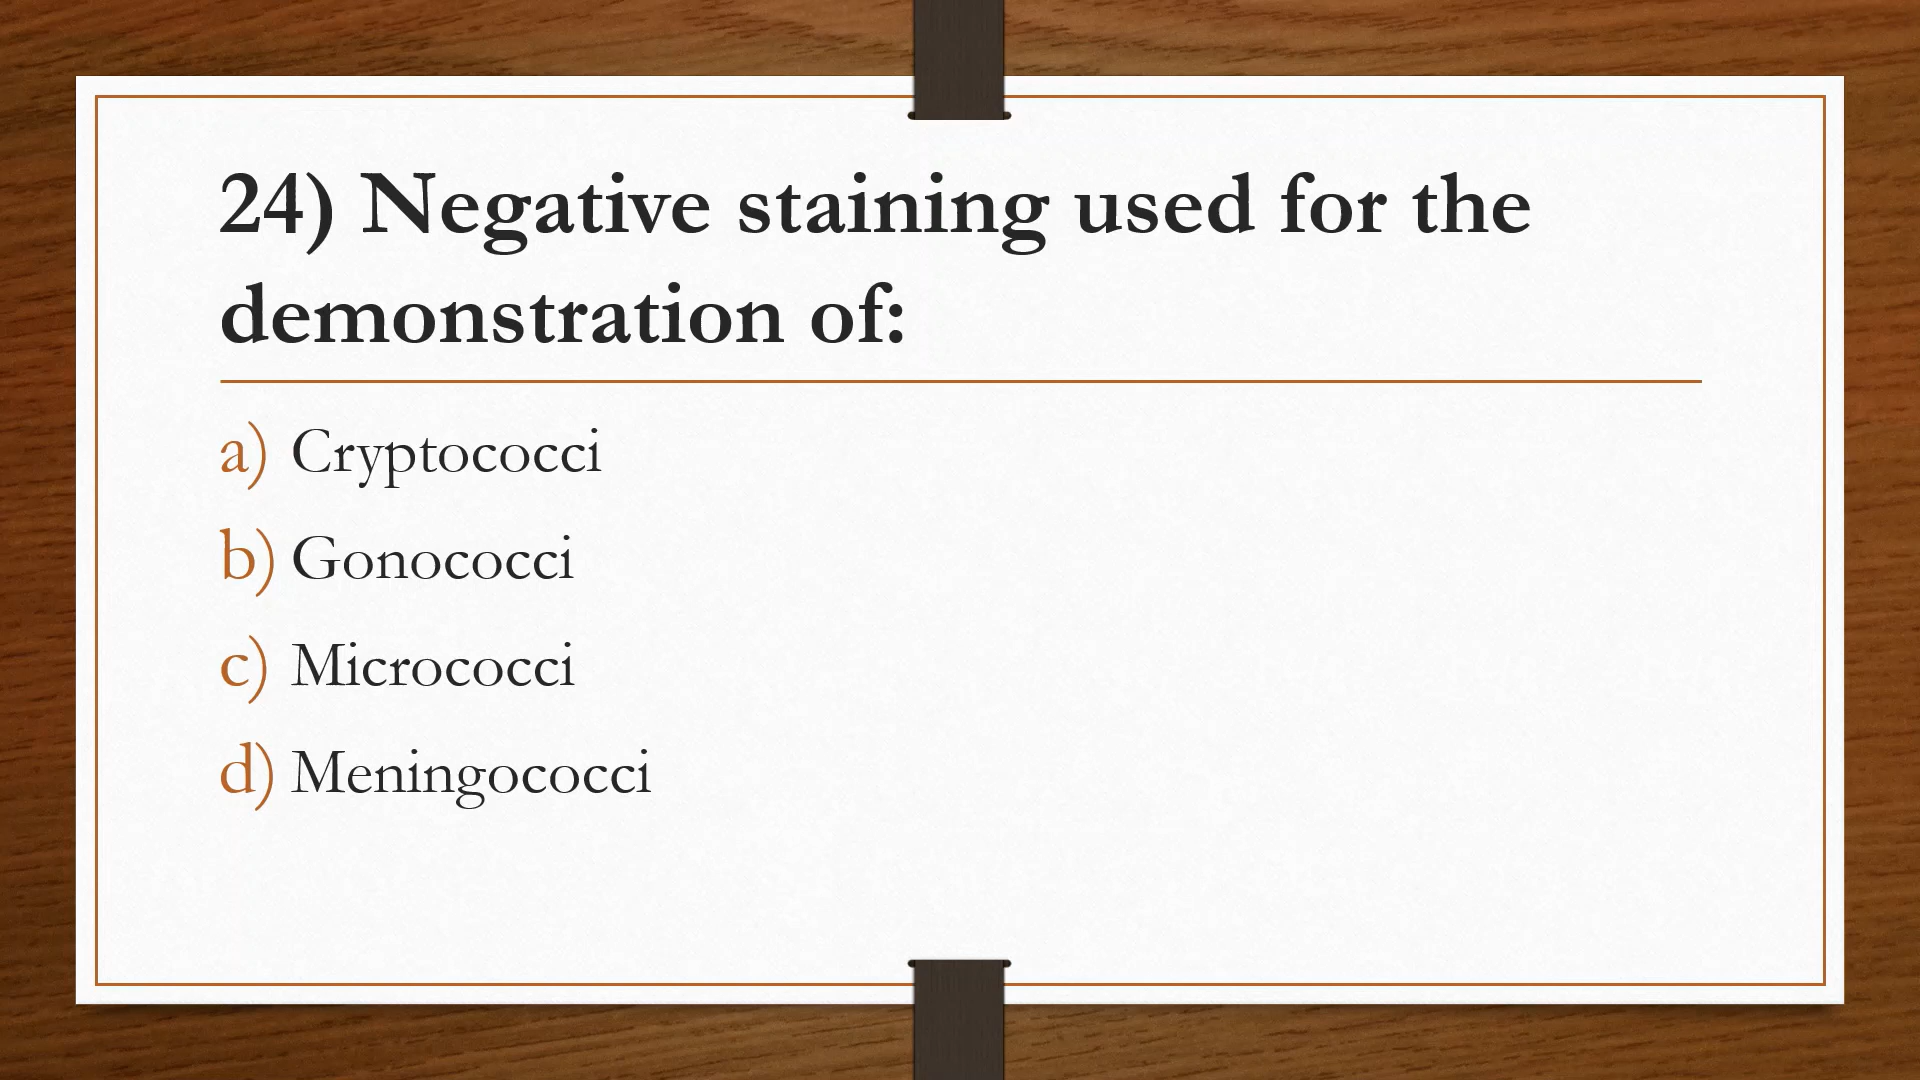 24) Negative staining used for the
demonstration of:
a) Cryptococci
b) Gonococci
c) Micrococci
d) Meningococci